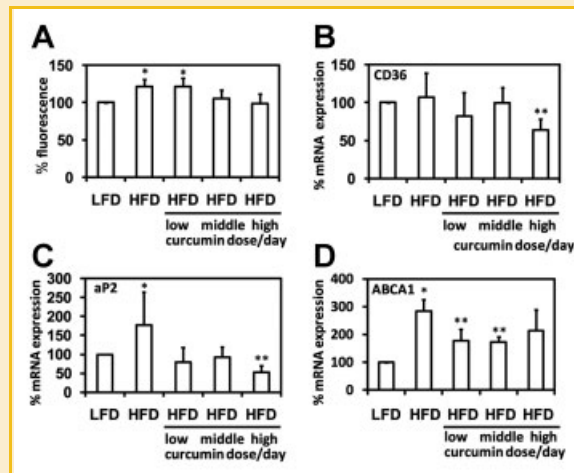 A
% fluorescence
150
100
50
0
* *
LFD HFD HFD HFD HFD
low middle high
curcumin dose/day
B
% mRNA expression
CD36
150
100
50
0
**
LFD HFD HFD HFD HFD
low middle high
curcumin dose/day
C
% mRNA expression
aP2
300
250
200
150
100
50
0
* **
LFD HFD HFD HFD HFD
low middle high
curcumin dose/day
D
% mRNA expression
ABCA1
400
300
200
100
0
* ** **
LFD HFD HFD HFD HFD
low middle high
curcumin dose/day